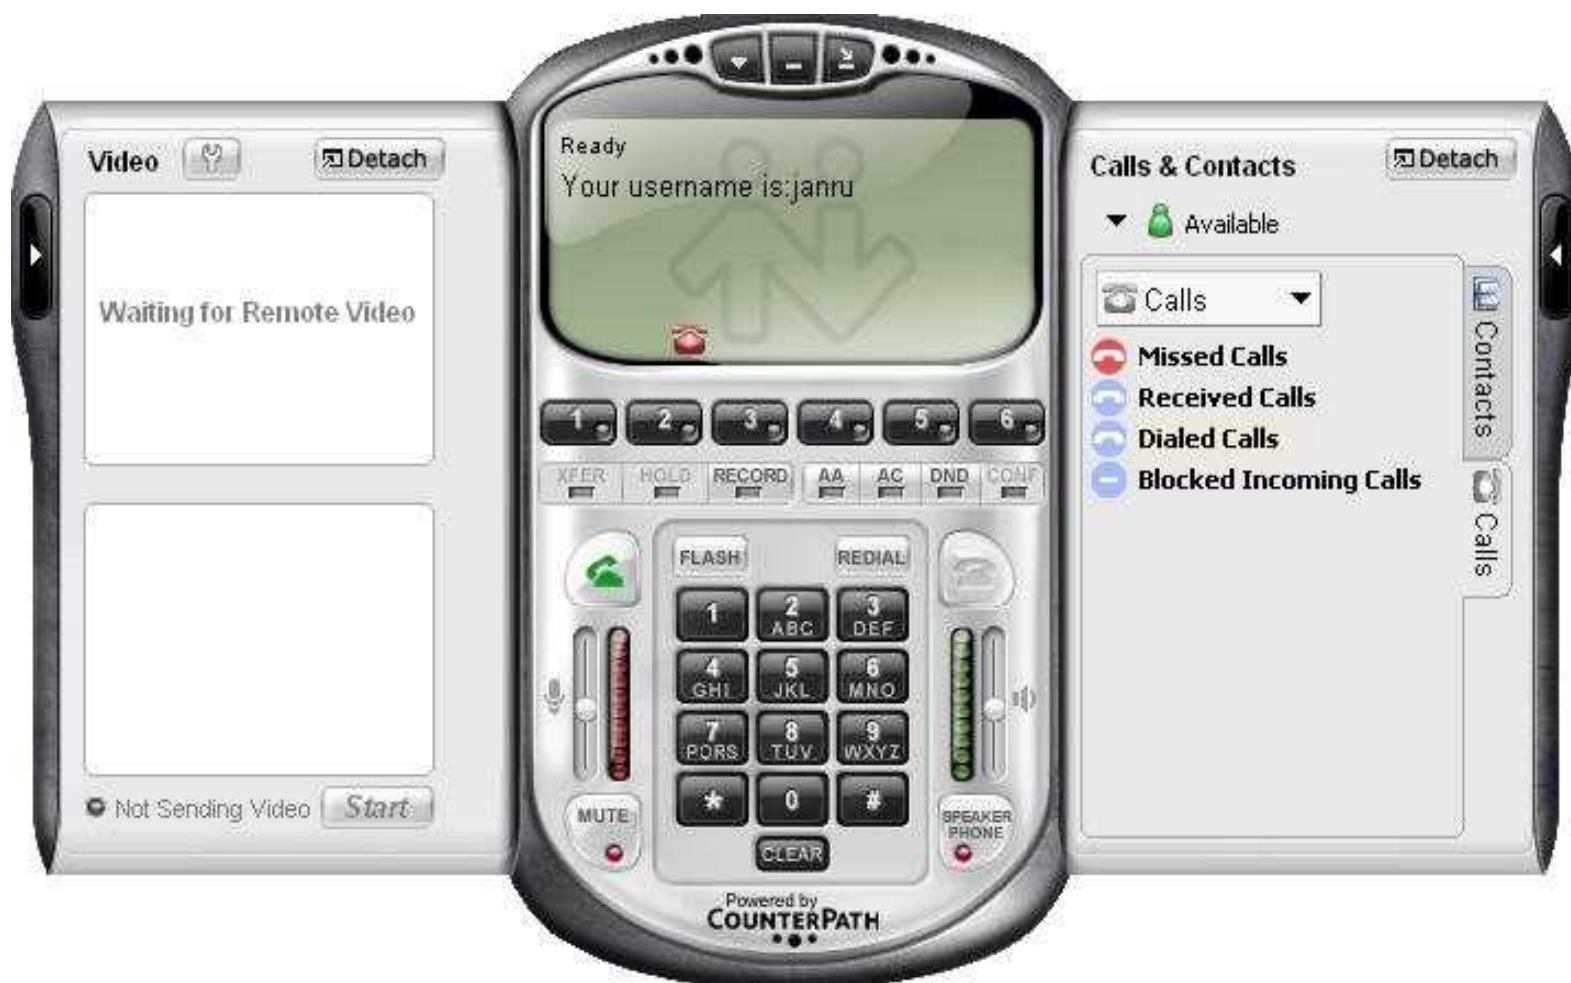 Video
Detach
Waiting for Remote Video
Not Sending Video
Start
Ready
Your username is:janru
1 2 3 4 5 6
XFER HOLD RECORD AA AC DND CONF
FLASH REDIAL
1
2 ABC
3 DEF
4 GHI
5 JKL
6 MNO
7 PQRS
8 TUV
9 WXYZ
* 0 #
MUTE
SPEAKER
PHONE
CLEAR
Powered by
COUNTERPATH
Calls & Contacts
Detach
Available
Calls
Missed Calls
Received Calls
Dialed Calls
Blocked Incoming Calls
Contacts
Calls